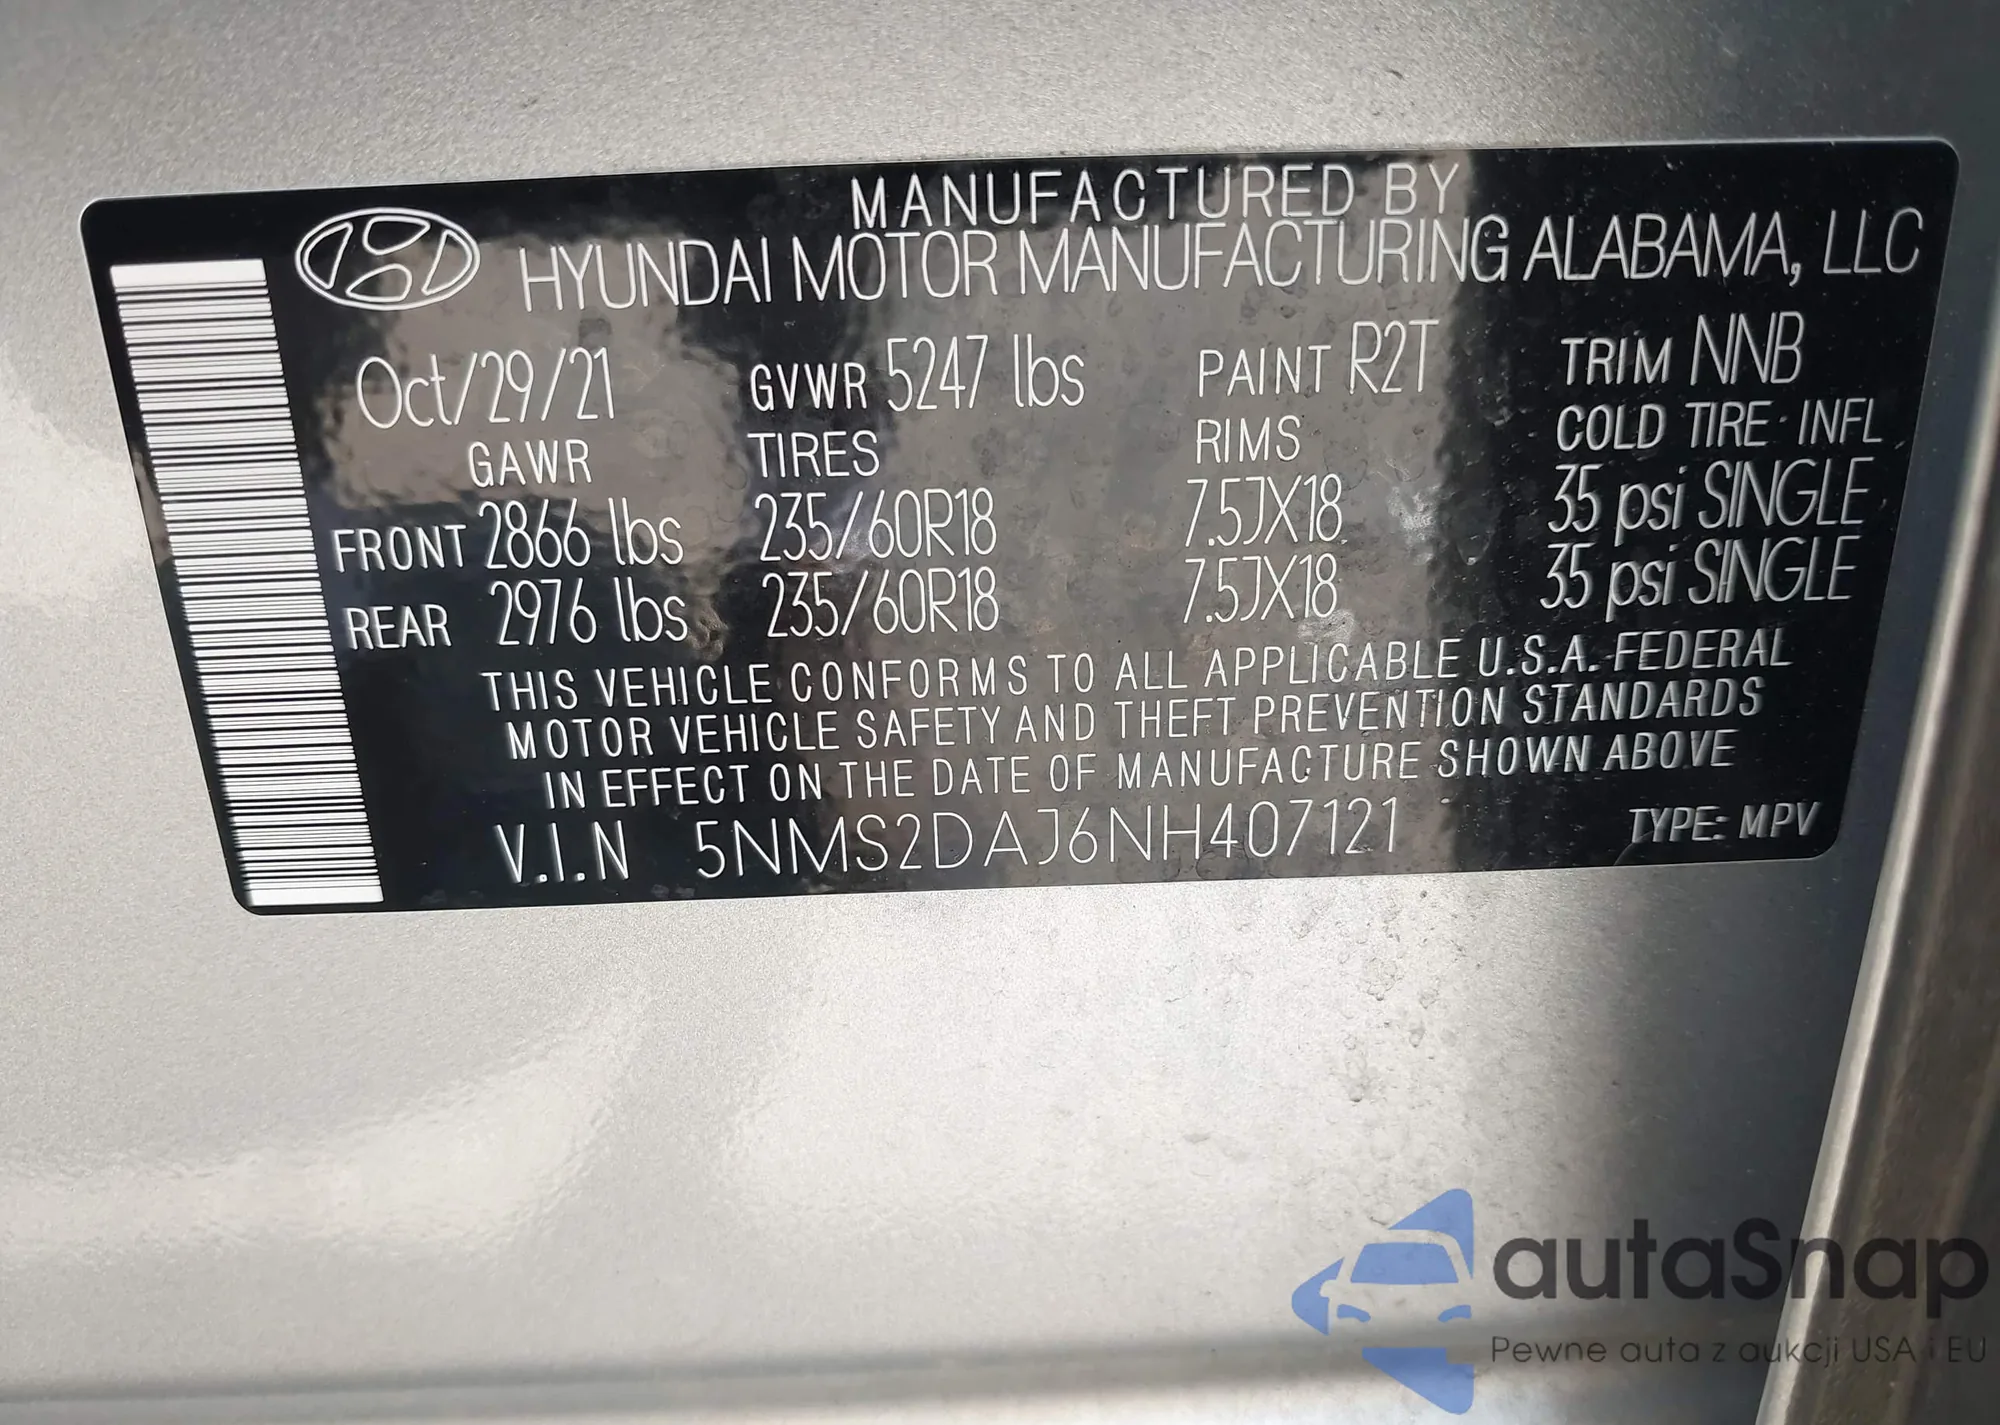 MANUFACTURED BY
HYUNDAI MOTOR MANUFACTURING ALABAMA, LLC
Oct/29/21 GVWR 5247 lbs PAINT R2T TRIM NNB
GAWR TIRES RIMS COLD TIRE INFL
FRONT 2866 lbs 235/60R18 7.5JX18 35 psi SINGLE
REAR 2976 lbs 235/60R18 7.5JX18 35 psi SINGLE
THIS VEHICLE CONFORMS TO ALL APPLICABLE U.S.A. FEDERAL
MOTOR VEHICLE SAFETY AND THEFT PREVENTION STANDARDS
IN EFFECT ON THE DATE OF MANUFACTURE SHOWN ABOVE
V.I.N 5NMS2DAJ6NH407121 TYPE: MPV
autaSnap
Pewne auta z aukcji USA i EU